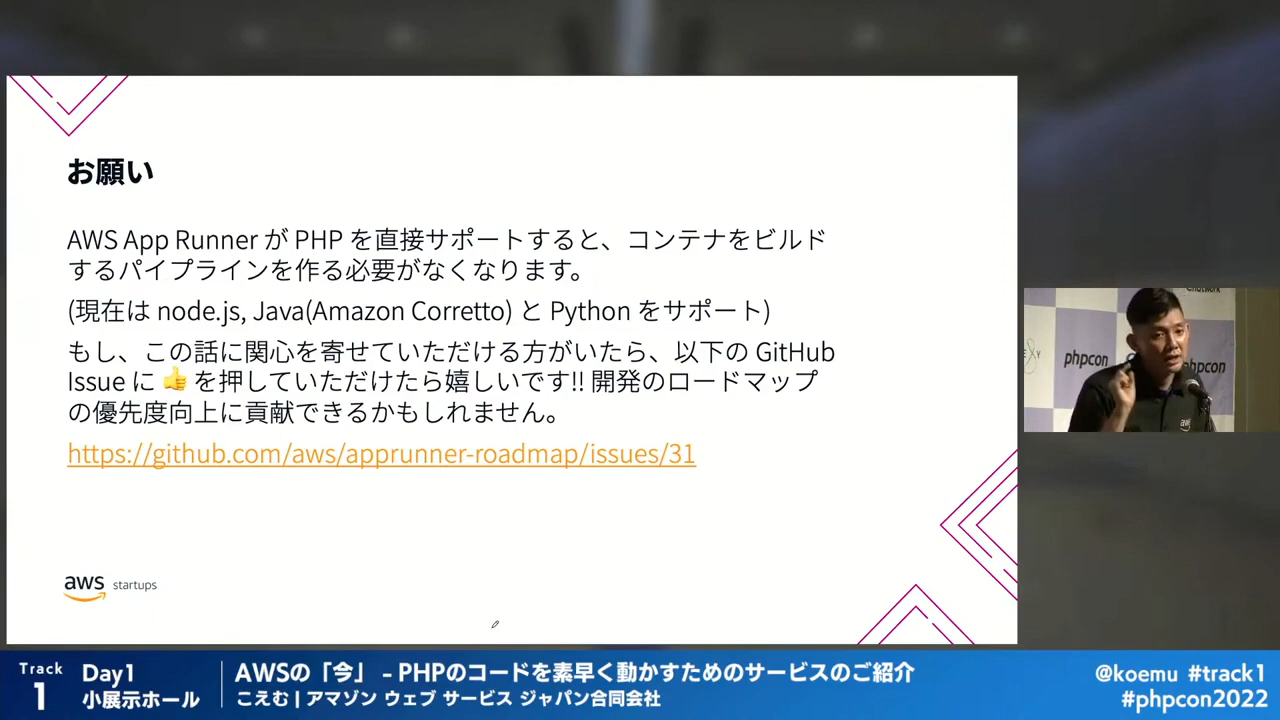 お願い
AWS App Runner が PHP を直接サポートすると、コンテナをビルド
するパイプラインを作る必要がなくなります。
(現在は node.js, Java(Amazon Corretto) と Python をサポート)
もし、この話に関心を寄せていただける方がいたら、以下の GitHub
Issue に 👍 を押していただけたら嬉しいです!! 開発のロードマップ
の優先度向上に貢献できるかもしれません。
https://github.com/aws/apprunner-roadmap/issues/31
aws startups
phpcon
phpcon
aws
Track
1
Day1
小展示ホール
AWSの「今」 – PHPのコードを素早く動かすためのサービスのご紹介
こえむ | アマゾン ウェブ サービス ジャパン合同会社
@koemu #track1
#phpcon2022